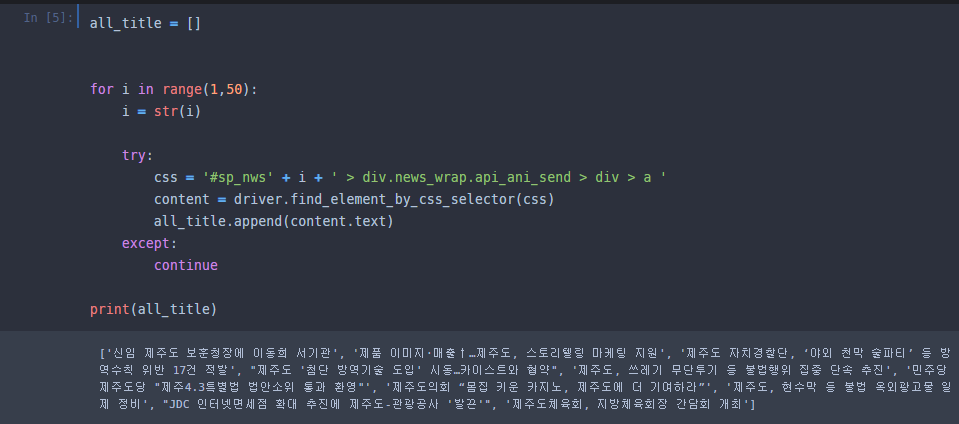 In [5]:
all_title = []
for i in range(1,50):
i = str(i)
try:
css = '#sp_nws' + i + ' > div.news_wrap.api_ani_send > div > a '
content = driver.find_element_by_css_selector(css)
all_title.append(content.text)
except:
continue
print(all_title)
['신임 제주도 보훈청장에 이동희 서기관', '제품 이미지·매출↑…제주도, 스토리텔링 마케팅 지원', '제주도 자치경찰단, ‘야외 천막 술파티’ 등 방
역수칙 위반 17건 적발', "제주도 '첨단 방역기술 도입' 시동…카이스트와 협약", '제주도, 쓰레기 무단투기 등 불법행위 집중 단속 추진', '민주당
제주도당 "제주4.3특별법 법안소위 통과 환영"', '제주도의회 “몸집 키운 카지노, 제주도에 더 기여하라”', '제주도, 현수막 등 불법 옥외광고물 일
제 정비', "JDC 인터넷면세점 확대 추진에 제주도-관광공사 '발끈'", '제주도체육회, 지방체육회장 간담회 개최']